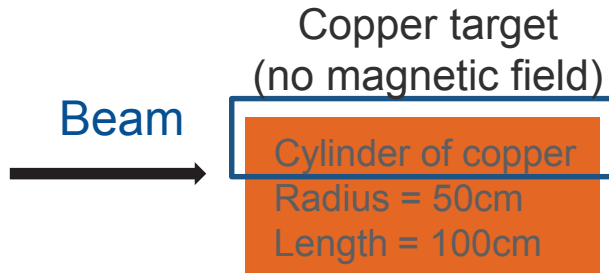 Copper target
(no magnetic field)
Beam
Cylinder of copper
Radius = 50cm
Length = 100cm